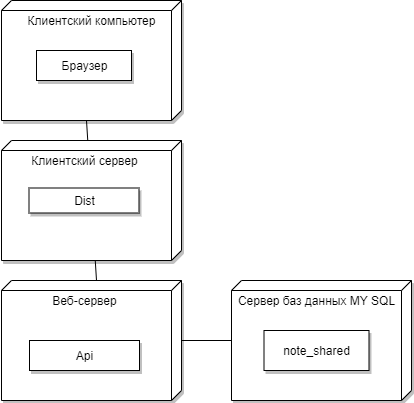 Клиентский компьютер
Браузер
Клиентский сервер
Dist
Веб-сервер
Api
Сервер баз данных MY SQL
note_shared